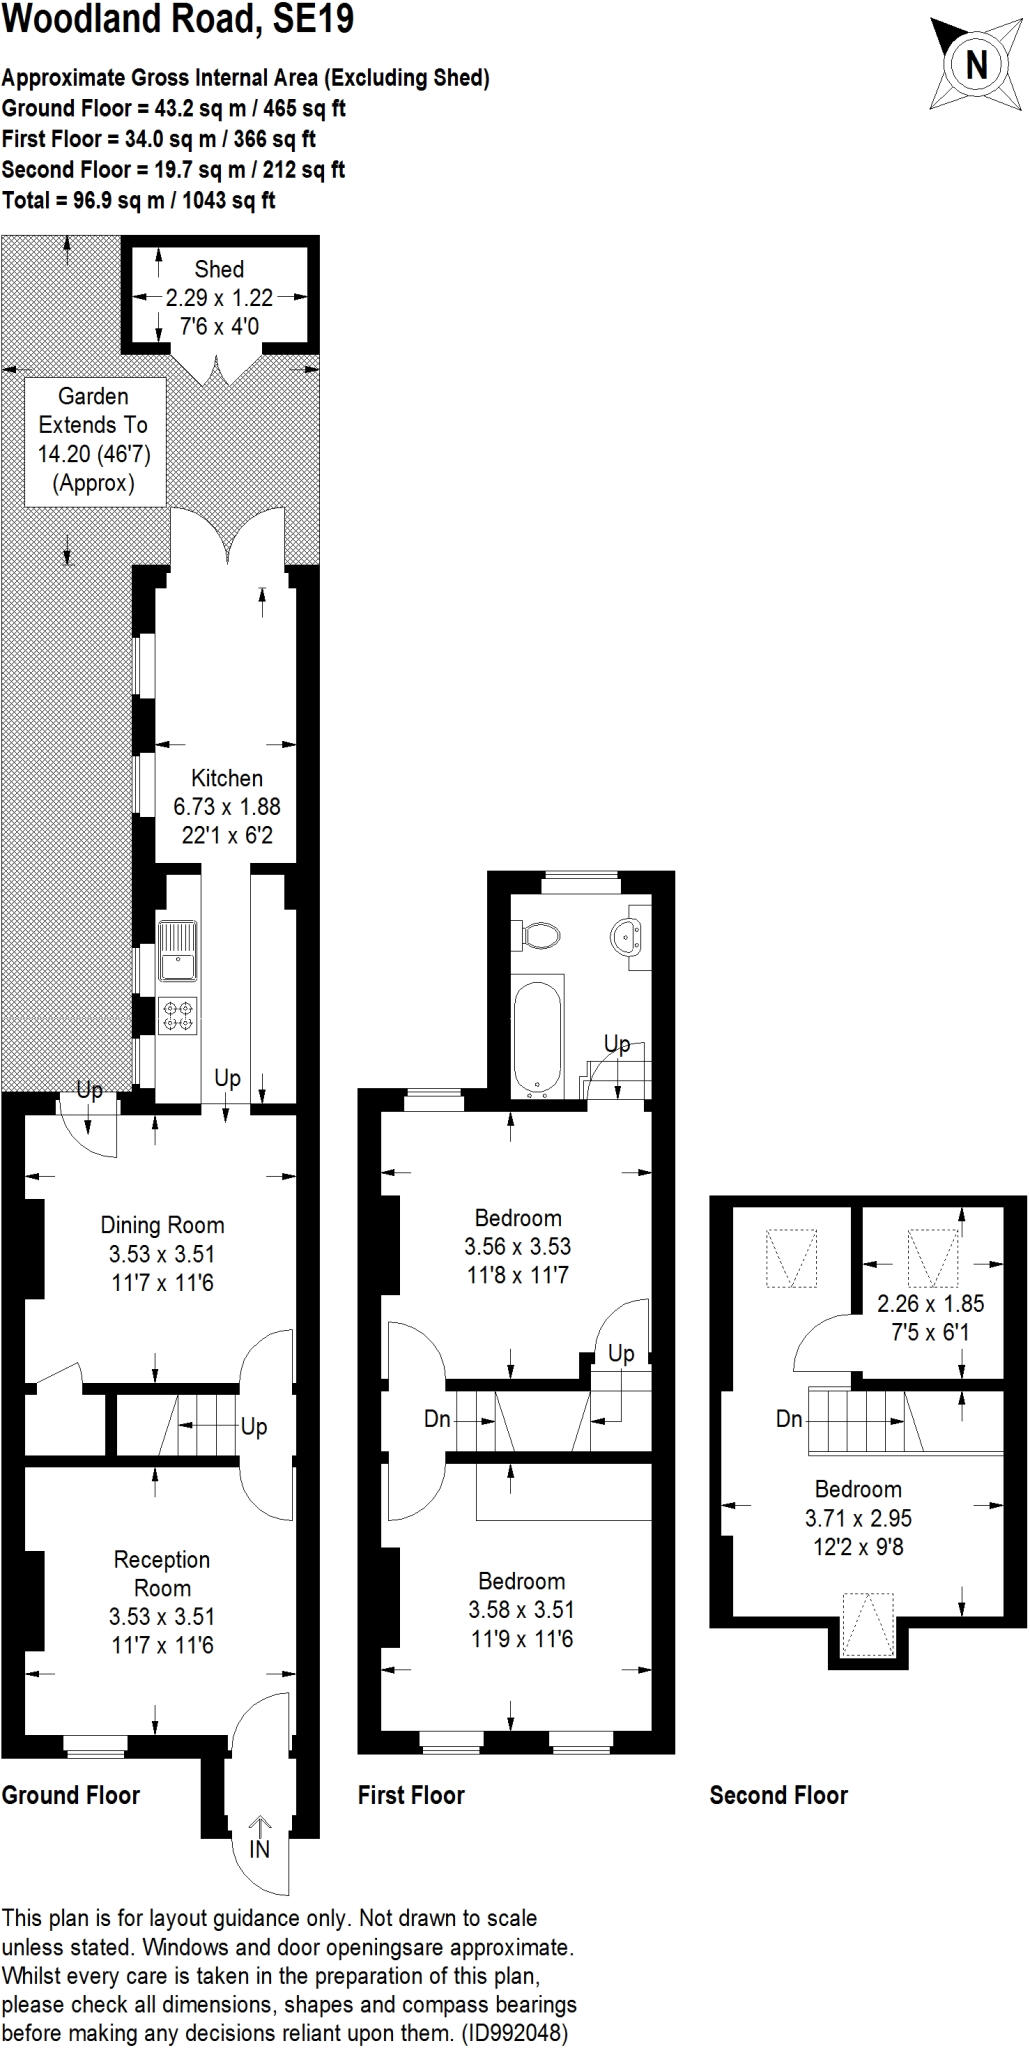 Woodland Road, SE19
N
Approximate Gross Internal Area (Excluding Shed)
Ground Floor = 43.2 sq m / 465 sq ft
First Floor = 34.0 sq m / 366 sq ft
Second Floor = 19.7 sq m / 212 sq ft
Total = 96.9 sq m / 1043 sq ft
Shed
2.29 x 1.22
7'6 x 4'0
Garden
Extends To
14.20 (46'7)
(Approx)
Kitchen
6.73 x 1.88
22'1 x 6'2
Up
Up
Dining Room
3.53 x 3.51
11'7 x 11'6
Up
Reception
Room
3.53 x 3.51
11'7 x 11'6
IN
Ground Floor
Up
Bedroom
3.56 x 3.53
11'8 x 11'7
Up
Dn
Bedroom
3.58 x 3.51
11'9 x 11'6
First Floor
2.26 x 1.85
7'5 x 6'1
Dn
Bedroom
3.71 x 2.95
12'2 x 9'8
Second Floor
This plan is for layout guidance only. Not drawn to scale
unless stated. Windows and door openingsare approximate.
Whilst every care is taken in the preparation of this plan,
please check all dimensions, shapes and compass bearings
before making any decisions reliant upon them. (ID992048)